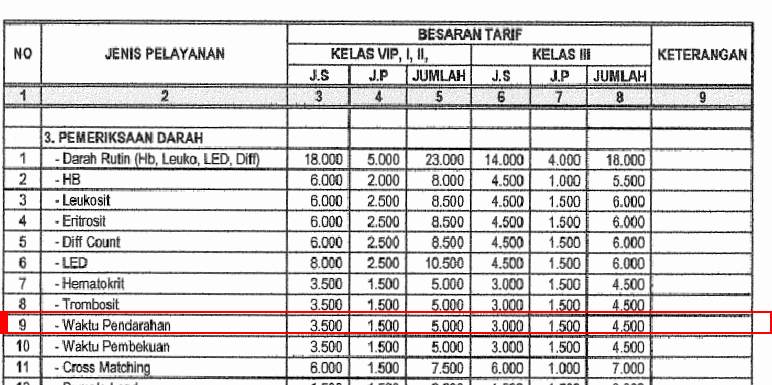 BESARAN TARIF
NO JENIS PELAYANAN KELAS VIP, I, II, KELAS III KETERANGAN
J.S J.P JUMLAH J.S J.P JUMLAH
1 2 3 4 5 6 7 8 9
3. PEMERIKSAAN DARAH
1 - Darah Rutin (Hb, Leuko, LED, Diff) 18.000 5.000 23.000 14.000 4.000 18.000
2 - HB 6.000 2.000 8.000 4.500 1.000 5.500
3 - Leukosit 6.000 2.500 8.500 4.500 1.500 6.000
4 - Eritrosit 6.000 2.500 8.500 4.500 1.500 6.000
5 - Diff Count 6.000 2.500 8.500 4.500 1.500 6.000
6 - LED 8.000 2.500 10.500 4.500 1.500 6.000
7 - Hematokrit 3.500 1.500 5.000 3.000 1.500 4.500
8 - Trombosit 3.500 1.500 5.000 3.000 1.500 4.500
9 - Waktu Pendarahan 3.500 1.500 5.000 3.000 1.500 4.500
10 - Waktu Pembekuan 3.500 1.500 5.000 3.000 1.500 4.500
11 - Cross Matching 6.000 1.500 7.500 6.000 1.000 7.000